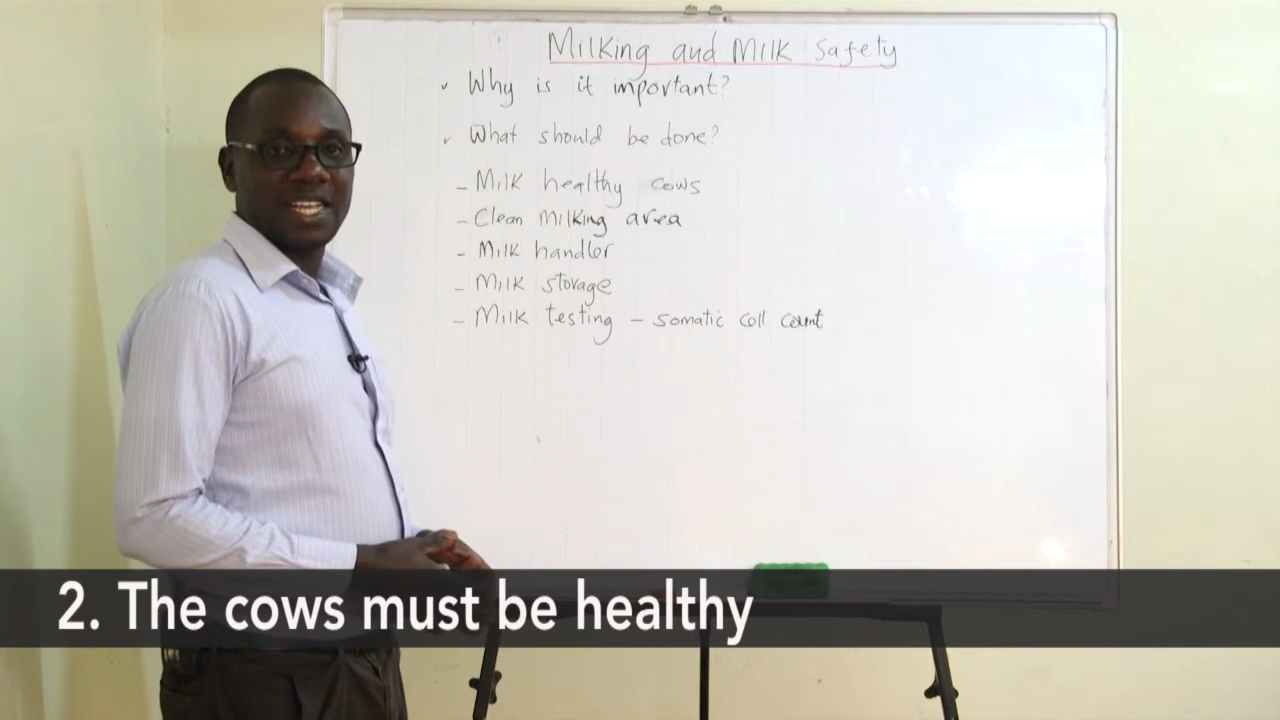 Milking and Milk Safety
✓ Why is it important?
✓ What should be done?
- Milk healthy cows
- Clean Milking area
- Milk handler
- Milk storage
- Milk testing - somatic cell count
2. The cows must be healthy